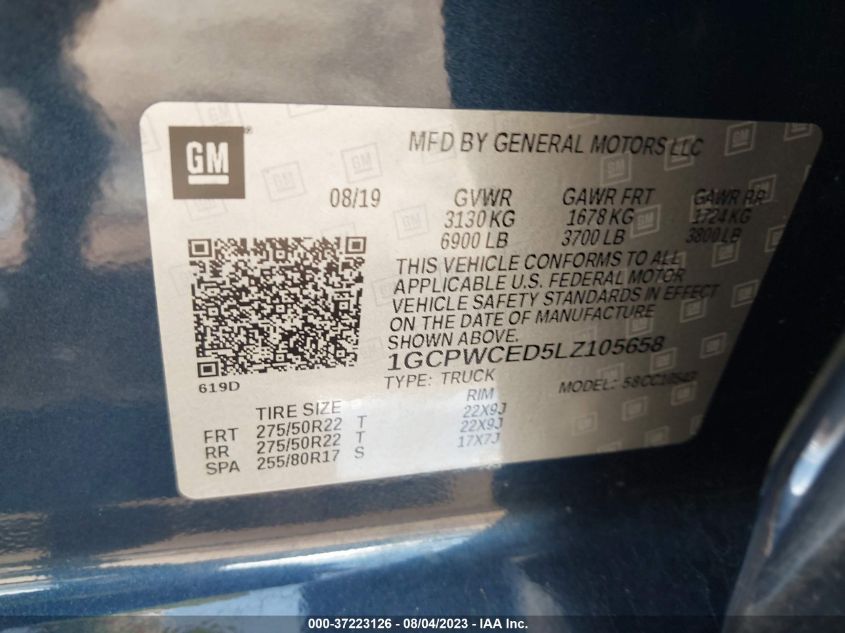 GM
MFD BY GENERAL MOTORS LLC
08/19 GVWR GAWR FRT GAWR RR
3130 KG 1678 KG 1724 KG
6900 LB 3700 LB 3800 LB
THIS VEHICLE CONFORMS TO ALL
APPLICABLE U.S. FEDERAL MOTOR
VEHICLE SAFETY STANDARDS IN EFFECT
ON THE DATE OF MANUFACTURE
SHOWN ABOVE.
1GCPWCED5LZ105658
619D
TYPE: TRUCK MODEL:
TIRE SIZE RIM
FRT 275/50R22 T 22X9J
RR 275/50R22 T 22X9J
SPA 255/80R17 S 17X7J
000-37223126 - 08/04/2023 - IAA Inc.